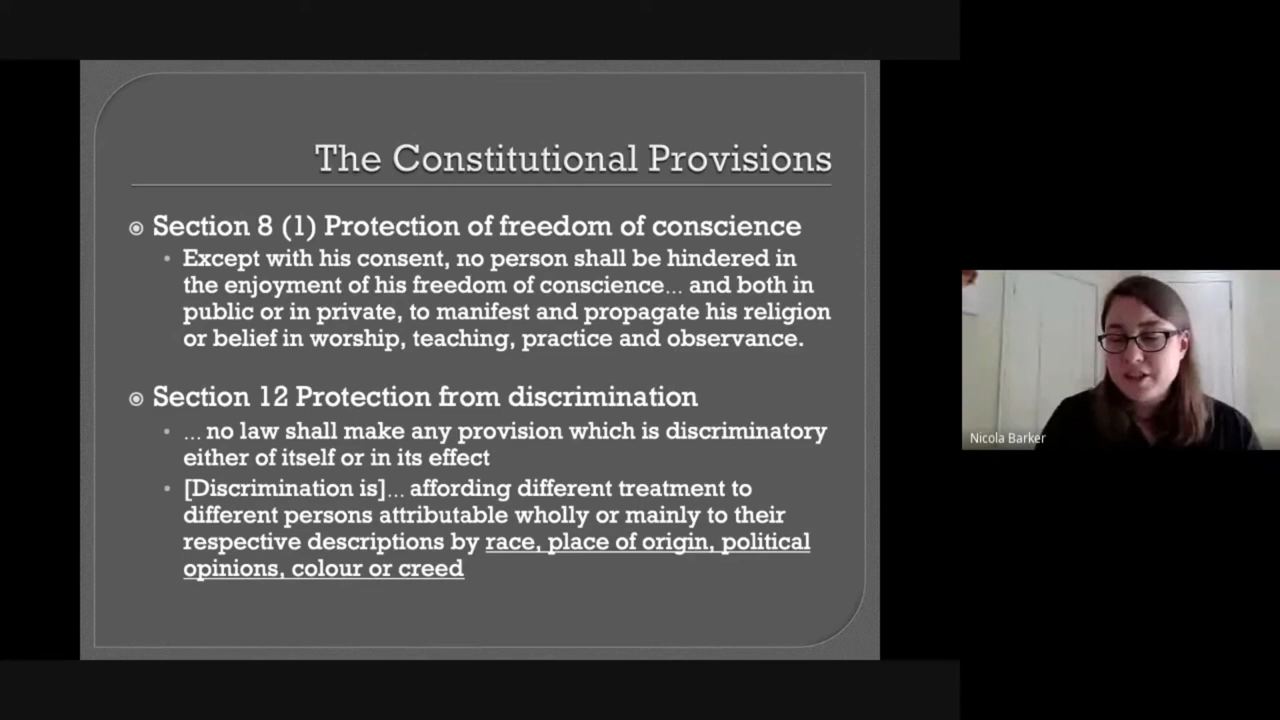 The Constitutional Provisions
Section 8 (1) Protection of freedom of conscience
Except with his consent, no person shall be hindered in
the enjoyment of his freedom of conscience... and both in
public or in private, to manifest and propagate his religion
or belief in worship, teaching, practice and observance.
Section 12 Protection from discrimination
... no law shall make any provision which is discriminatory
either of itself or in its effect
[Discrimination is]... affording different treatment to
different persons attributable wholly or mainly to their
respective descriptions by race, place of origin, political
opinions, colour or creed
Nicola Barker